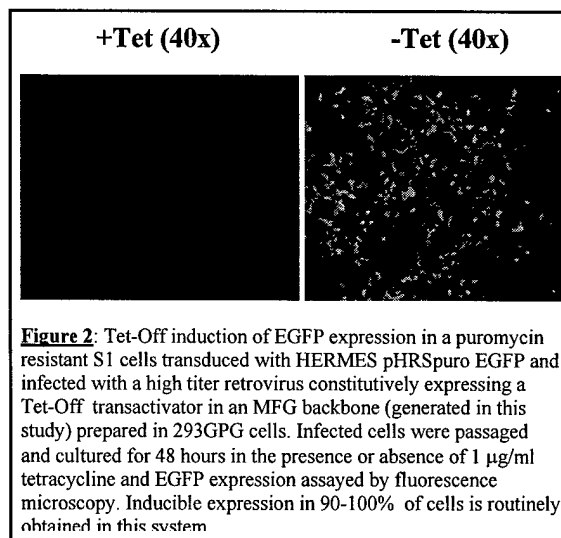 +Tet (40x) -Tet (40x)
Figure 2: Tet-Off induction of EGFP expression in a puromycin
resistant S1 cells transduced with HERMES pHRSpuro EGFP and
infected with a high titer retrovirus constitutively expressing a
Tet-Off transactivator in an MFG backbone (generated in this
study) prepared in 293GPG cells. Infected cells were passaged
and cultured for 48 hours in the presence or absence of 1 µg/ml
tetracycline and EGFP expression assayed by fluorescence
microscopy. Inducible expression in 90-100% of cells is routinely
obtained in this system